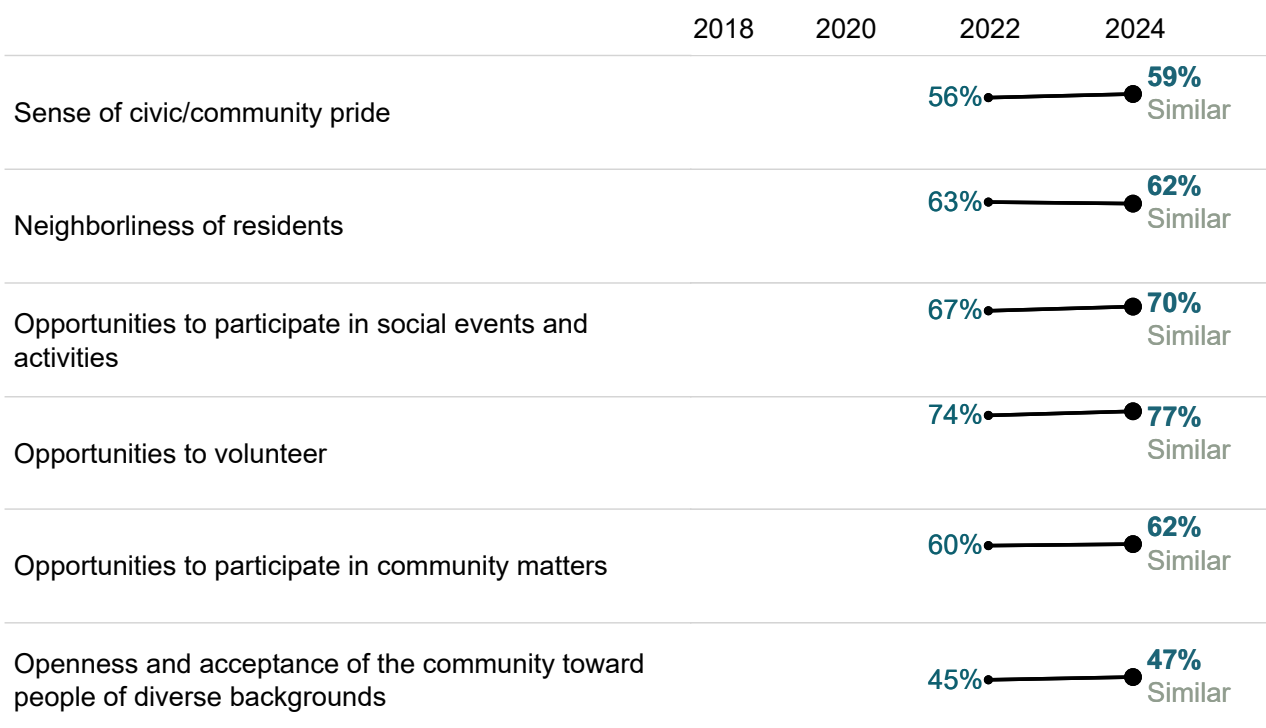 2018 2020 2022 2024
Sense of civic/community pride
56%
59%
Similar
Neighborliness of residents
63%
62%
Similar
Opportunities to participate in social events and
activities
67%
70%
Similar
Opportunities to volunteer
74%
77%
Similar
Opportunities to participate in community matters
60%
62%
Similar
Openness and acceptance of the community toward
people of diverse backgrounds
45%
47%
Similar